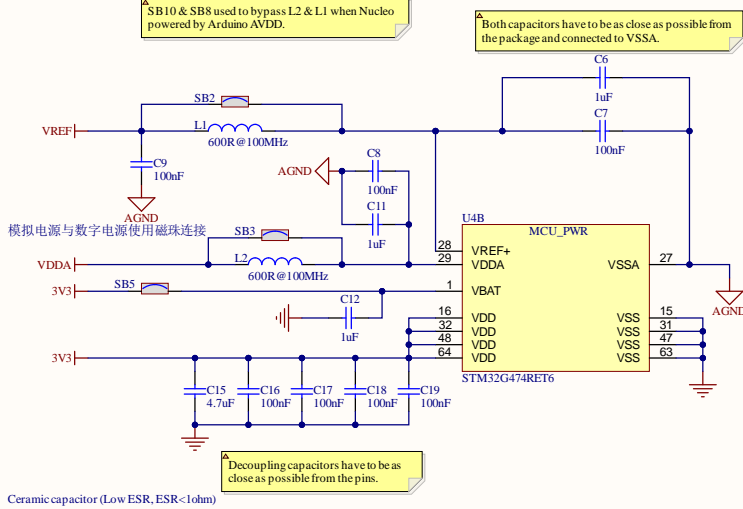 SB10 & SB8 used to bypass L2 & L1 when Nucleo
powered by Arduino AVDD.
Both capacitors have to be as close as possible from
the package and connected to VSSA.
C6
1uF
SB2
C7
VREF
L1
600R@100MHz
100nF
C9
100nF
C8
AGND
100nF
AGND
C11
1uF
模拟电源与数字电源使用磁珠连接
SB3
U4B
MCU_PWR
28
VREF+
VDDA
L2
600R@100MHz
29
VDDA
VSSA
27
3V3
SB5
1
VBAT
AGND
C12
1uF
16
VDD
VSS
15
32
VDD
VSS
31
48
VDD
VSS
47
3V3
64
VDD
VSS
63
STM32G474RET6
C15
4.7uF
C16
100nF
C17
100nF
C18
100nF
C19
100nF
Decoupling capacitors have to be as
close as possible from the pins.
Ceramic capacitor (Low ESR, ESR<1ohm)